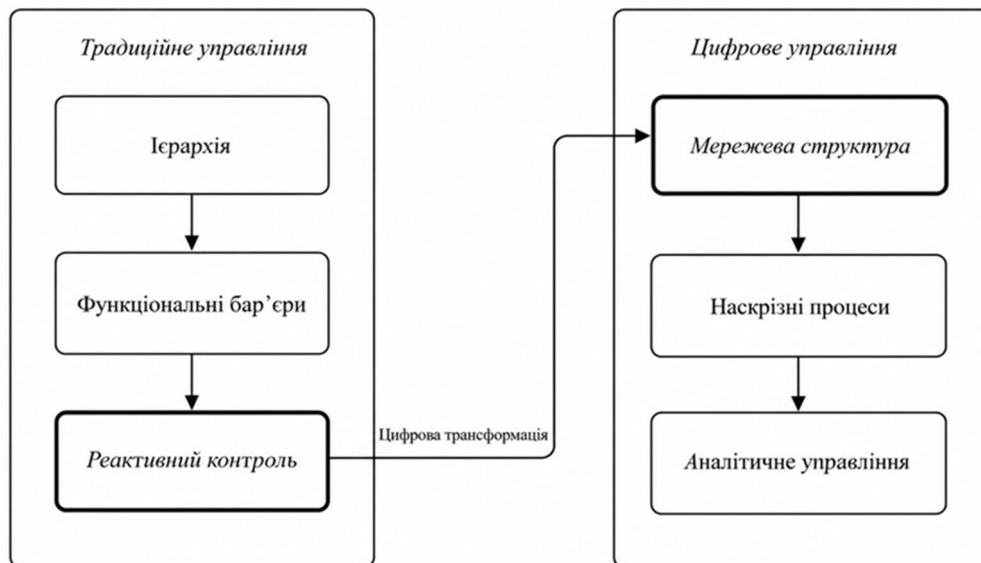 Традиційне управління
Ієрархія
Функціональні бар’єри
Реактивний контроль
Цифрова трансформація
Цифрове управління
Мережева структура
Наскрізні процеси
Аналітичне управління